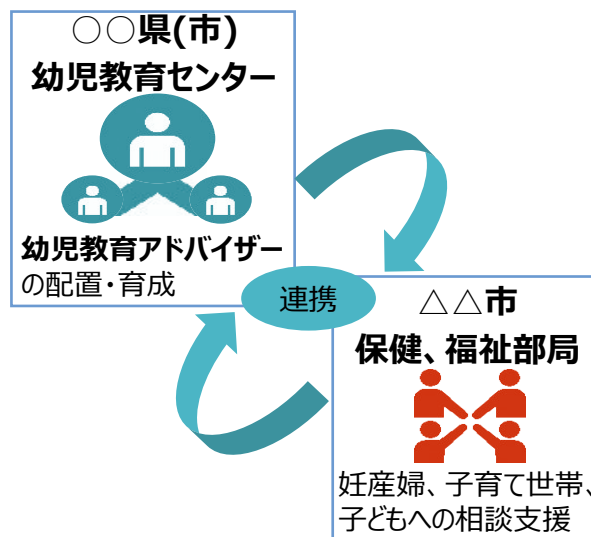 ○○県(市)
幼児教育センター
幼児教育アドバイザー
の配置・育成
連携
△△市
保健、福祉部局
妊産婦、子育て世帯、
子どもへの相談支援